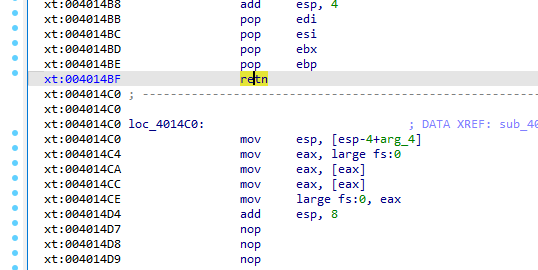 xt:004014B8 add esp, 4
xt:004014BB pop edi
xt:004014BC pop esi
xt:004014BD pop ebx
xt:004014BE pop ebp
xt:004014BF retn
xt:004014C0 ; ---------------------------------------------------------------
xt:004014C0
xt:004014C0 loc_4014C0: ; DATA XREF: sub_40
xt:004014C0 mov esp, [esp-4+arg_4]
xt:004014C4 mov eax, large fs:0
xt:004014CA mov eax, [eax]
xt:004014CC mov eax, [eax]
xt:004014CE mov large fs:0, eax
xt:004014D4 add esp, 8
xt:004014D7 nop
xt:004014D8 nop
xt:004014D9 nop